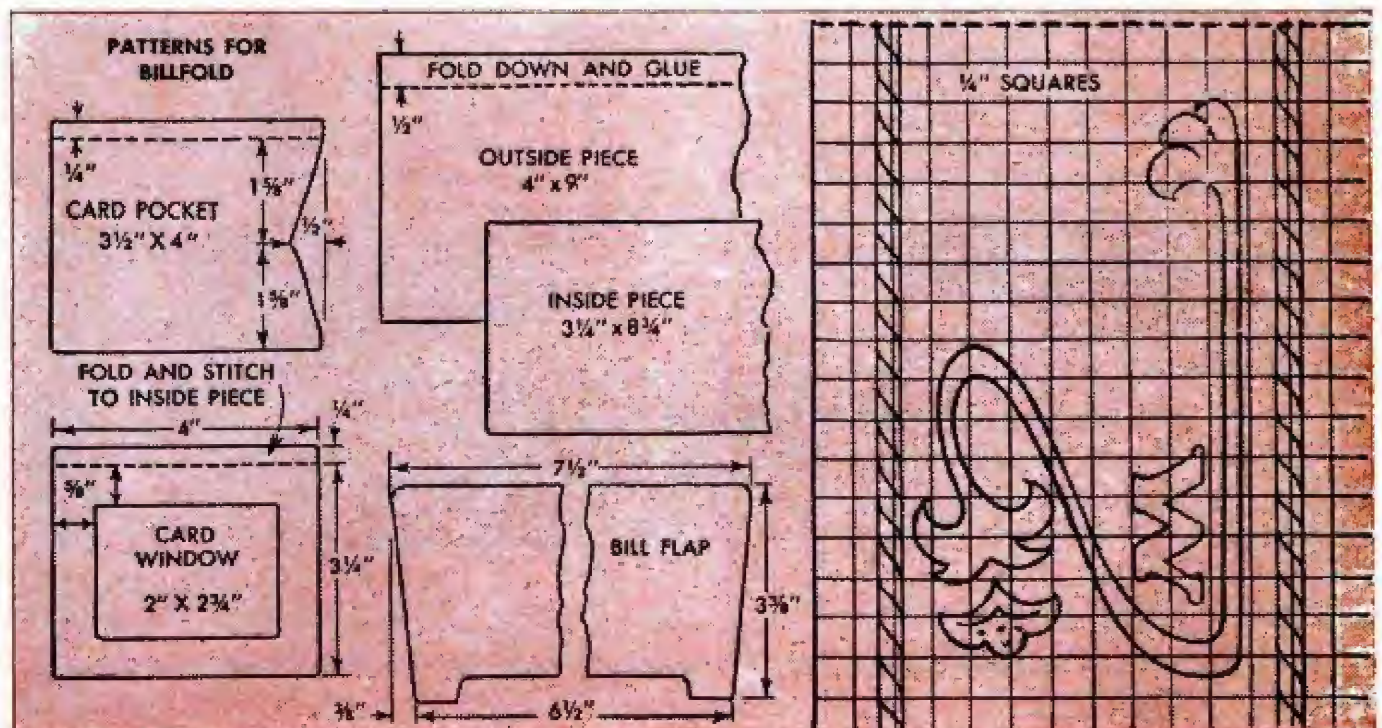 PATTERNS FOR
BILLFOLD
¼"
1⅝"
CARD POCKET
3½" X 4"
½"
1⅝"
FOLD DOWN AND GLUE
½"
OUTSIDE PIECE
4" x 9"
INSIDE PIECE
3¼" x 8¾"
FOLD AND STITCH
TO INSIDE PIECE
4"
¼"
⅝"
CARD
WINDOW
2" X 2¾"
3¼"
7½"
BILL FLAP
3⅜"
⅜"
6½"
¼" SQUARES